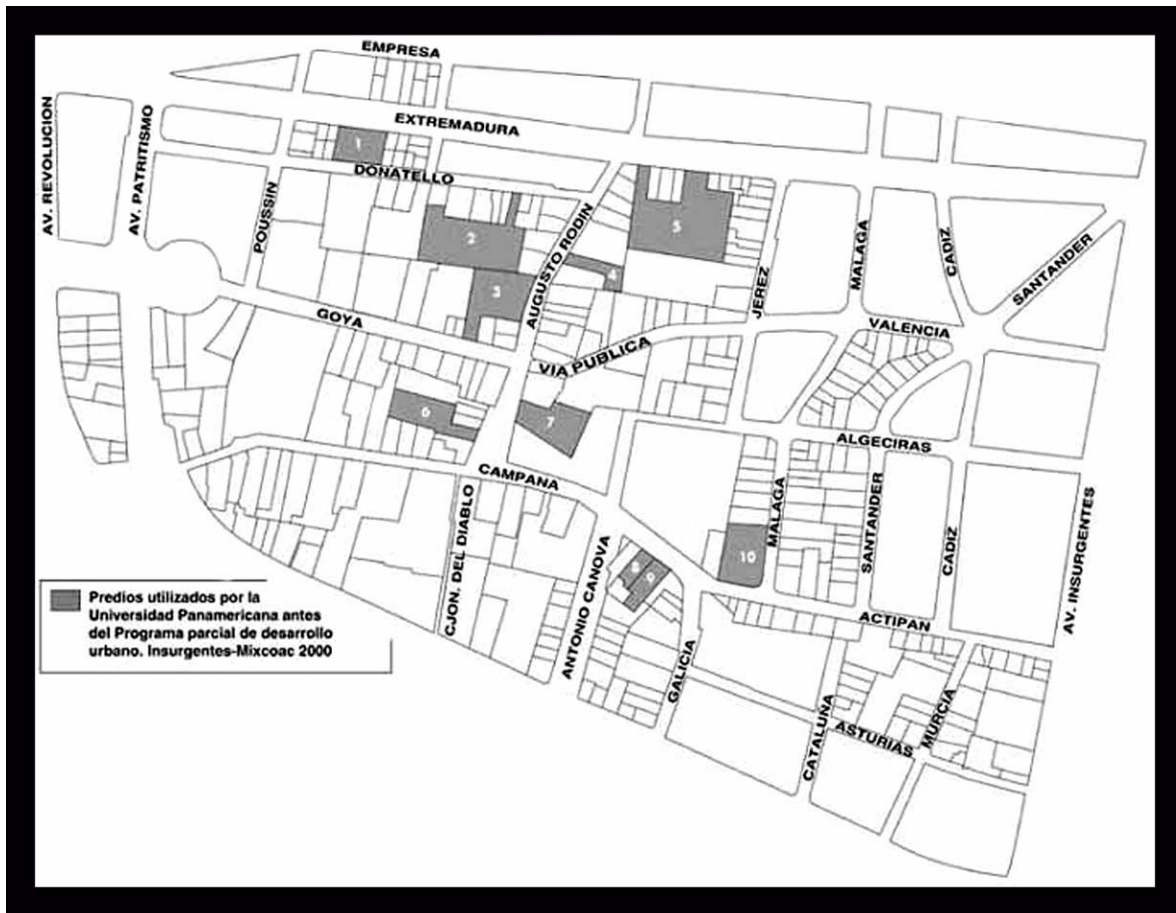 EMPRESA
EXTREMADURA
AV. REVOLUCION
AV. PATRITISMO
1
DONATELLO
POUSSIN
2
AUGUSTO RODIN
5
4
3
GOYA
JEREZ
MALAGA
CADIZ
SANTANDER
VALENCIA
VIA PUBLICA
6
7
ALGECIRAS
CAMPANA
CJON. DEL DIABLO
ANTONIO CANOVA
8
9
10
MALAGA
SANTANDER
CADIZ
AV. INSURGENTES
ACTIPAN
GALICIA
CATALUNA
ASTURIAS
MURCIA
Predios utilizados por la
Universidad Panamericana antes
del Programa parcial de desarrollo
urbano. Insurgentes-Mixcoac 2000